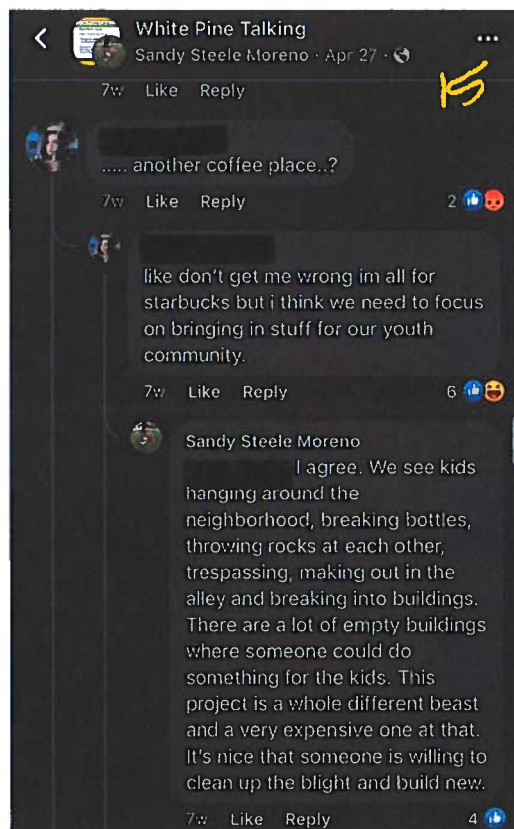 White Pine Talking
Sandy Steele Moreno · Apr 27 ·
7w Like Reply
KS
..... another coffee place..?
7w Like Reply 2
like don't get me wrong im all for
starbucks but i think we need to focus
on bringing in stuff for our youth
community.
7w Like Reply 6
Sandy Steele Moreno
I agree. We see kids
hanging around the
neighborhood, breaking bottles,
throwing rocks at each other,
trespassing, making out in the
alley and breaking into buildings.
There are a lot of empty buildings
where someone could do
something for the kids. This
project is a whole different beast
and a very expensive one at that.
It's nice that someone is willing to
clean up the blight and build new.
7w Like Reply 4